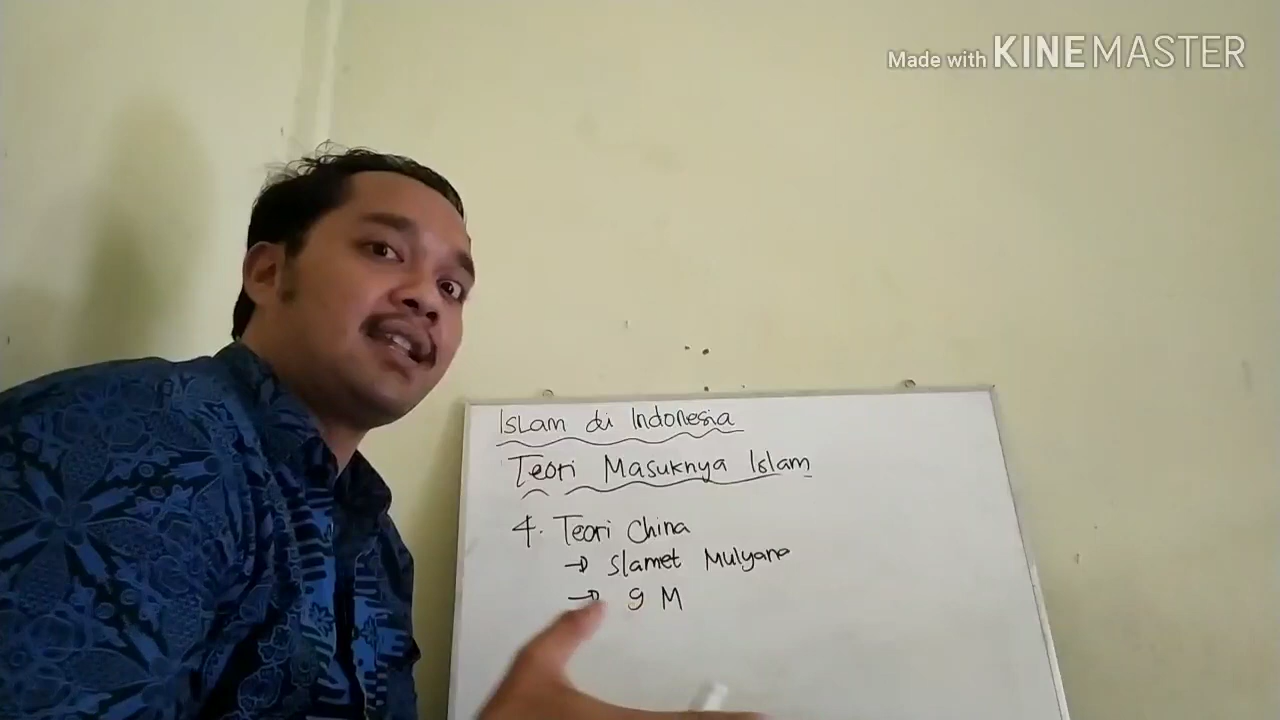 Made with KINEMASTER
Islam di Indonesia
Teori Masuknya Islam
4. Teori China
→ Slamet Mulyana
→ 9 M